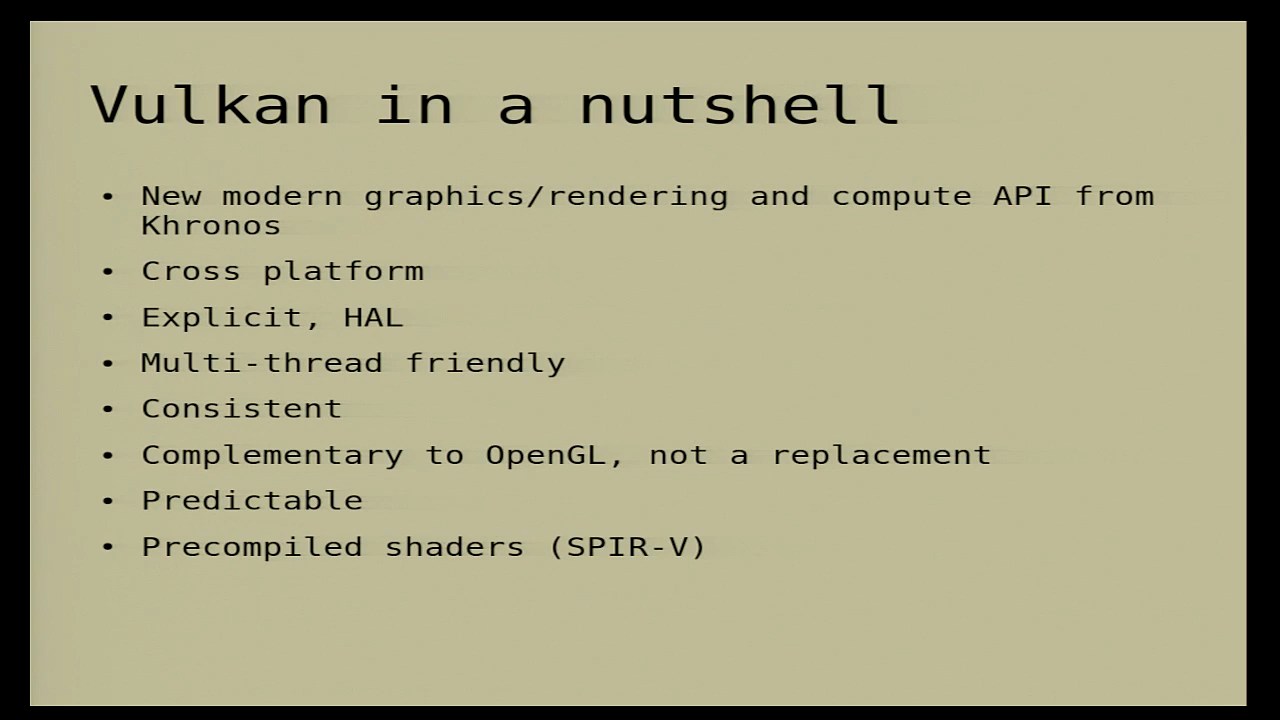 Vulkan in a nutshell
• New modern graphics/rendering and compute API from
Khronos
• Cross platform
• Explicit, HAL
• Multi-thread friendly
• Consistent
• Complementary to OpenGL, not a replacement
• Predictable
• Precompiled shaders (SPIR-V)